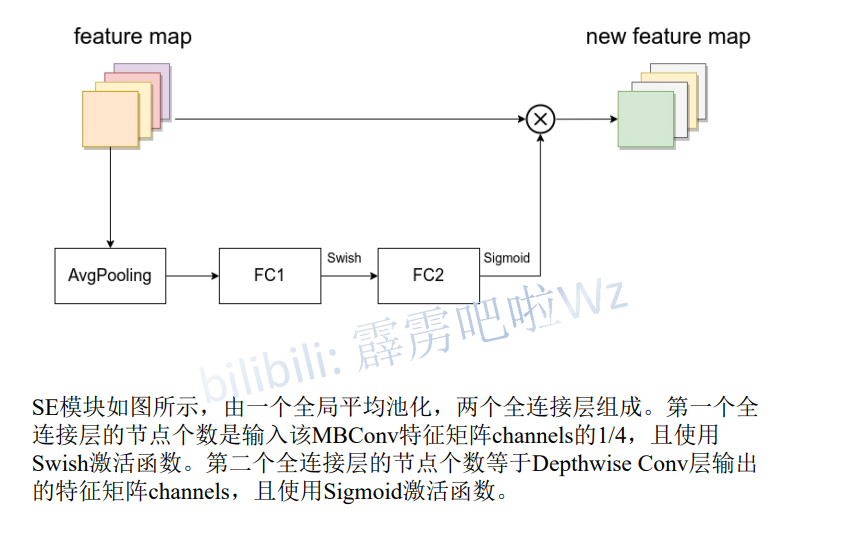 feature map
new feature map
AvgPooling
FC1
Swish
FC2
Sigmoid
bilibili: 霹雳吧啦Wz
SE模块如图所示，由一个全局平均池化，两个全连接层组成。第一个全
连接层的节点个数是输入该MBConv特征矩阵channels的1/4，且使用
Swish激活函数。第二个全连接层的节点个数等于Depthwise Conv层输出
的特征矩阵channels，且使用Sigmoid激活函数。